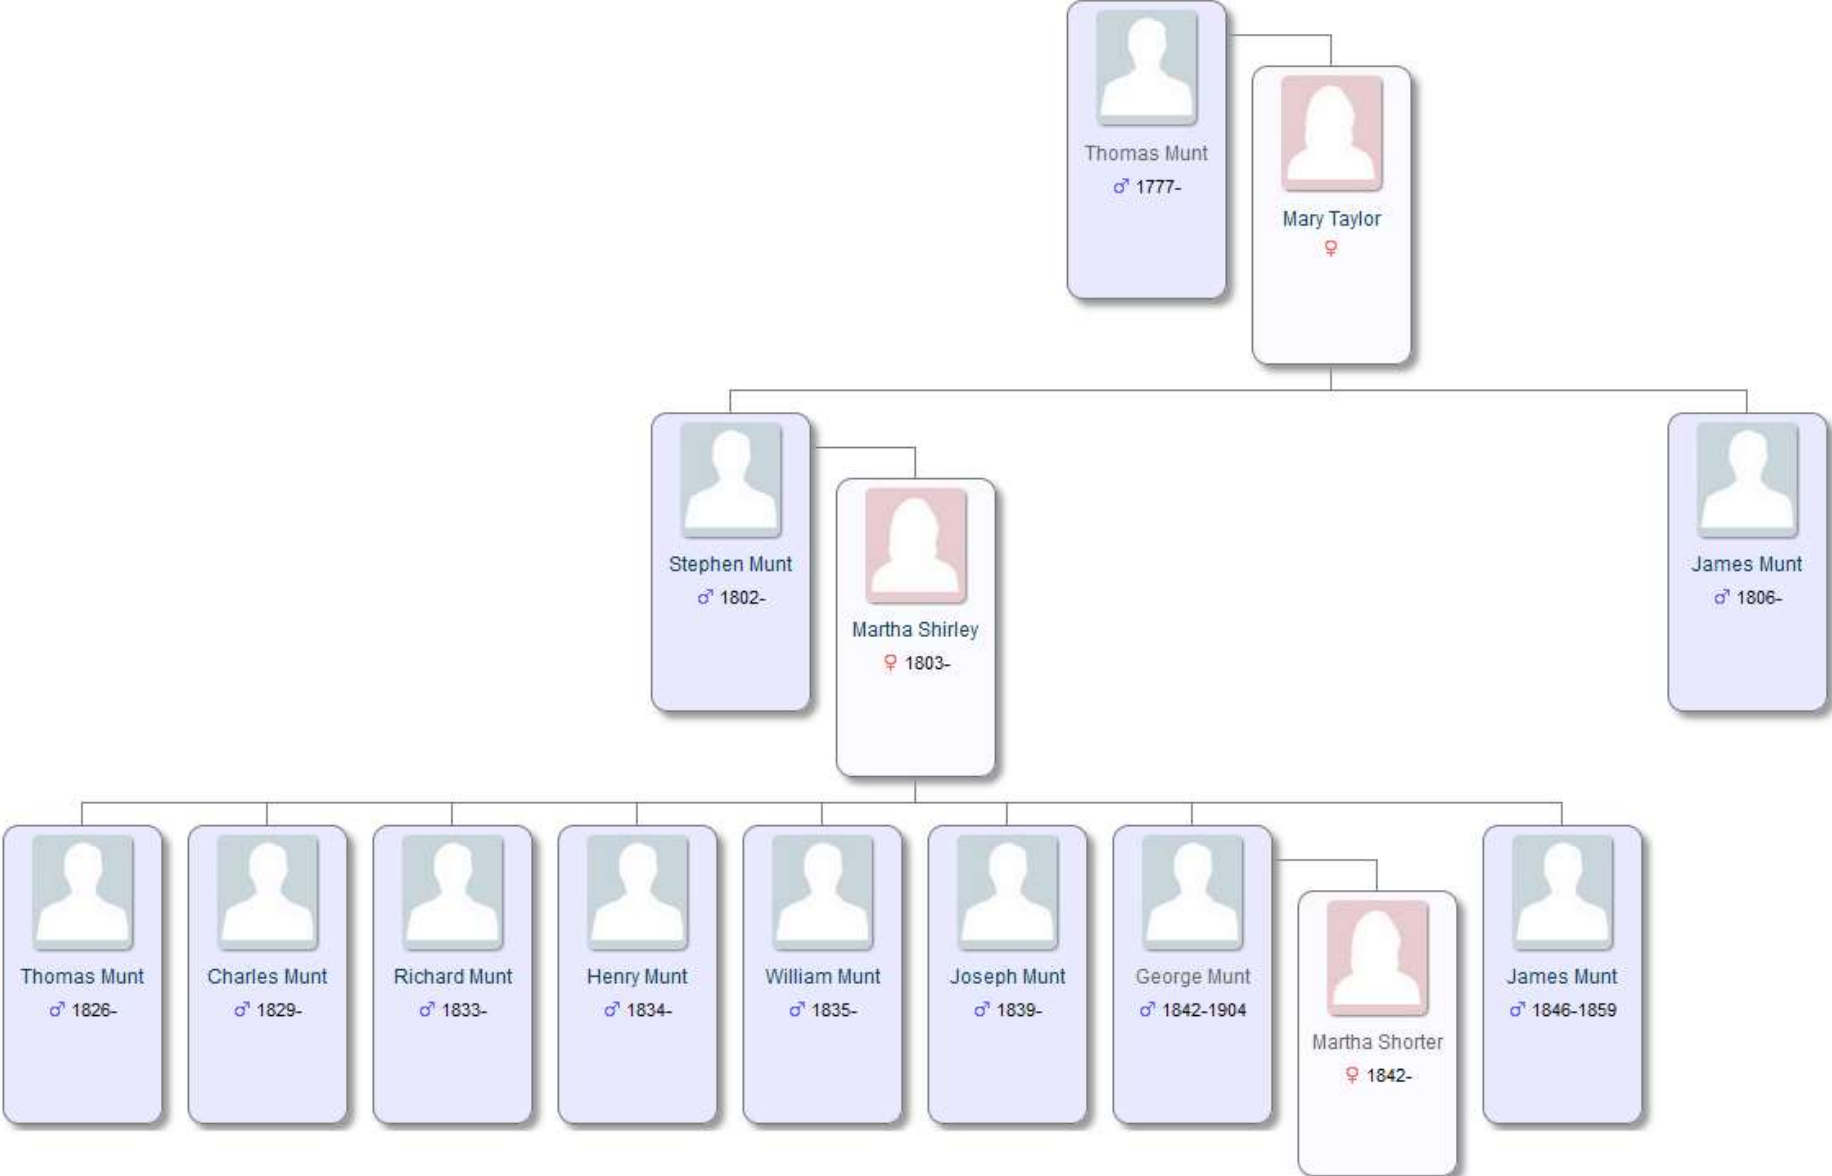 Thomas Munt
♂ 1777-
Mary Taylor
♀
Stephen Munt
♂ 1802-
Martha Shirley
♀ 1803-
James Munt
♂ 1806-
Thomas Munt
♂ 1826-
Charles Munt
♂ 1829-
Richard Munt
♂ 1833-
Henry Munt
♂ 1834-
William Munt
♂ 1835-
Joseph Munt
♂ 1839-
George Munt
♂ 1842-1904
Martha Shorter
♀ 1842-
James Munt
♂ 1846-1859